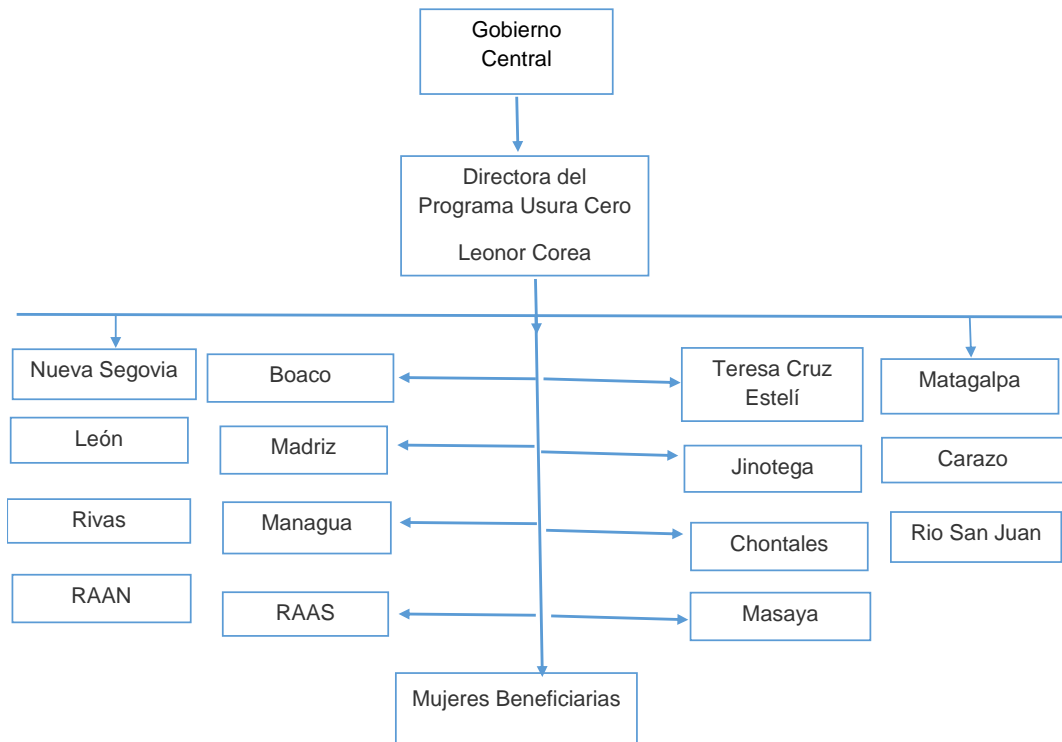 Gobierno
Central
Directora del
Programa Usura Cero
Leonor Corea
Nueva Segovia
Boaco
Teresa Cruz
Estelí
Matagalpa
León
Madriz
Jinotega
Carazo
Rivas
Managua
Chontales
Rio San Juan
RAAN
RAAS
Masaya
Mujeres Beneficiarias